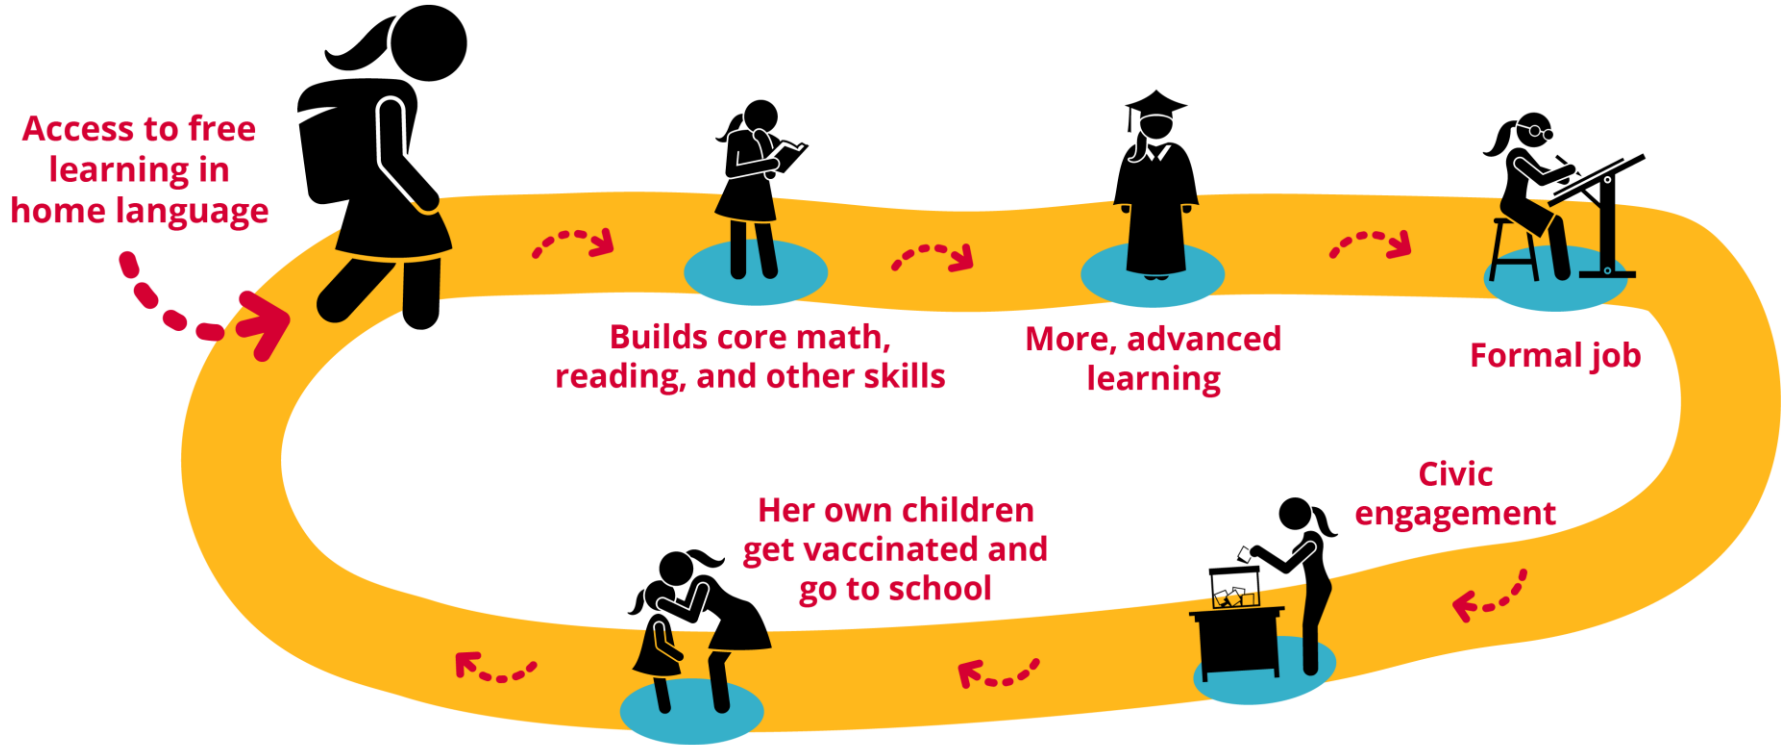 Access to free
learning in
home language
Builds core math,
reading, and other skills
More, advanced
learning
Formal job
Civic
engagement
Her own children
get vaccinated and
go to school